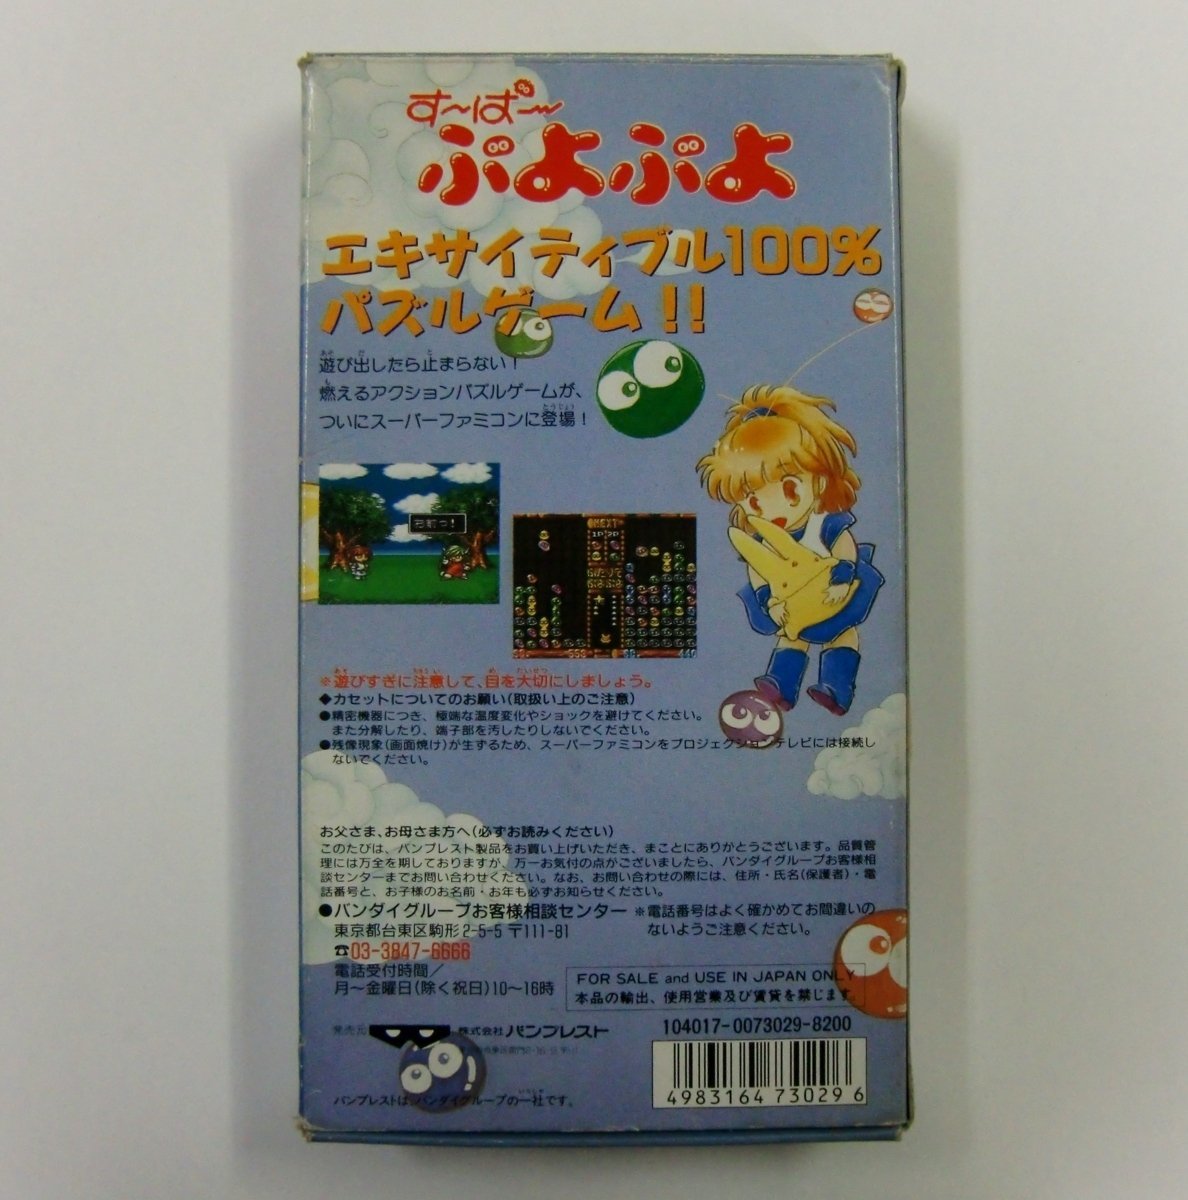 す〜ぱ〜
ぷよぷよ
エキサイティブル100%
パズルゲーム!!
遊び出したら止まらない!
燃えるアクションパズルゲームが、
ついにスーパーファミコンに登場!
お前っ!
NEXT
1P 2P
ふたりで
ぷよぷよ
※遊びすぎに注意して、目を大切にしましょう。
◆カセットについてのお願い(取扱い上のご注意)
●精密機器につき、極端な温度変化やショックを避けてください。
また分解したり、端子部を汚したりしないでください。
●残像現象(画面焼け)が生ずるため、スーパーファミコンをプロジェクションテレビには接続し
ないでください。
お父さま、お母さま方へ(必ずお読みください)
このたびは、バンプレスト製品をお買い上げいただき、まことにありがとうございます。品質管
理には万全を期しておりますが、万一お気付の点がございましたら、バンダイグループお客様相
談センターまでお問い合わせください。なお、お問い合わせの際には、住所・氏名(保護者)・電
話番号と、お子様のお名前・お年も必ずお知らせください。
●バンダイグループお客様相談センター ※電話番号はよく確かめてお間違いの
東京都台東区駒形2-5-5 〒111-81 ないようご注意ください。
☎03-3847-6666
電話受付時間/
月〜金曜日(除く祝日)10〜16時
FOR SALE and USE IN JAPAN ONLY
本品の輸出、使用営業及び賃貸を禁じます。
発売元 株式会社 バンプレスト
104017-0073029-8200
4983164 73029 6
バンプレストは、バンダイグループの一社です。